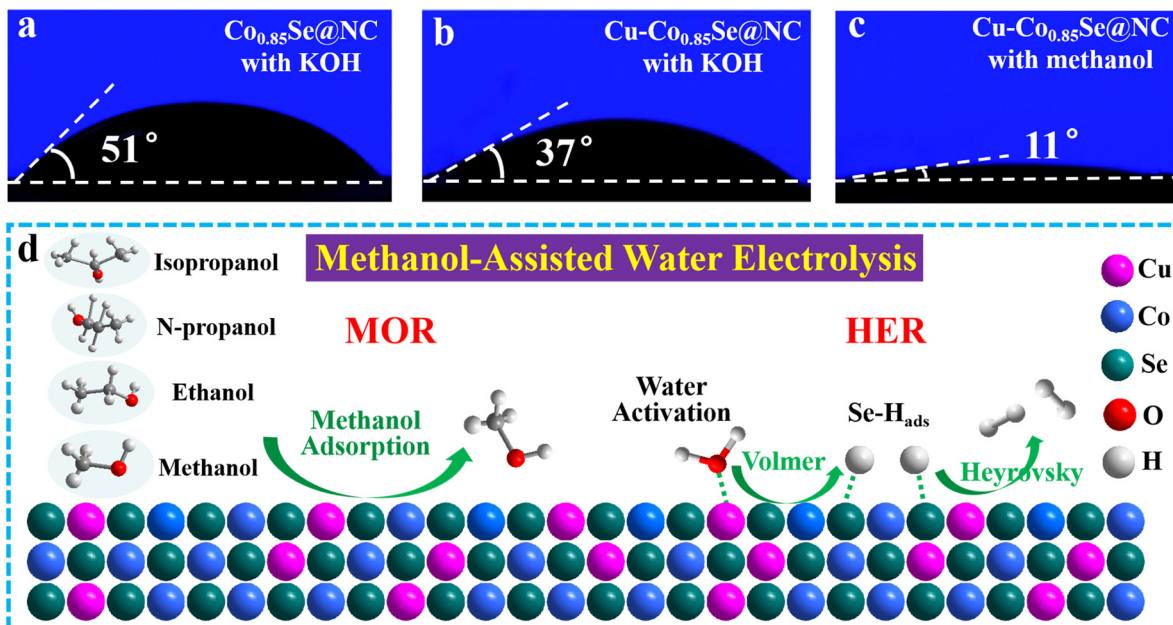 a
Co0.85Se@NC
with KOH
51°
b
Cu-Co0.85Se@NC
with KOH
37°
c
Cu-Co0.85Se@NC
with methanol
11°
d
Methanol-Assisted Water Electrolysis
Isopropanol
N-propanol
Ethanol
Methanol
MOR
Methanol
Adsorption
HER
Water
Activation
Volmer
Se-Hads
Heyrovsky
Cu
Co
Se
O
H